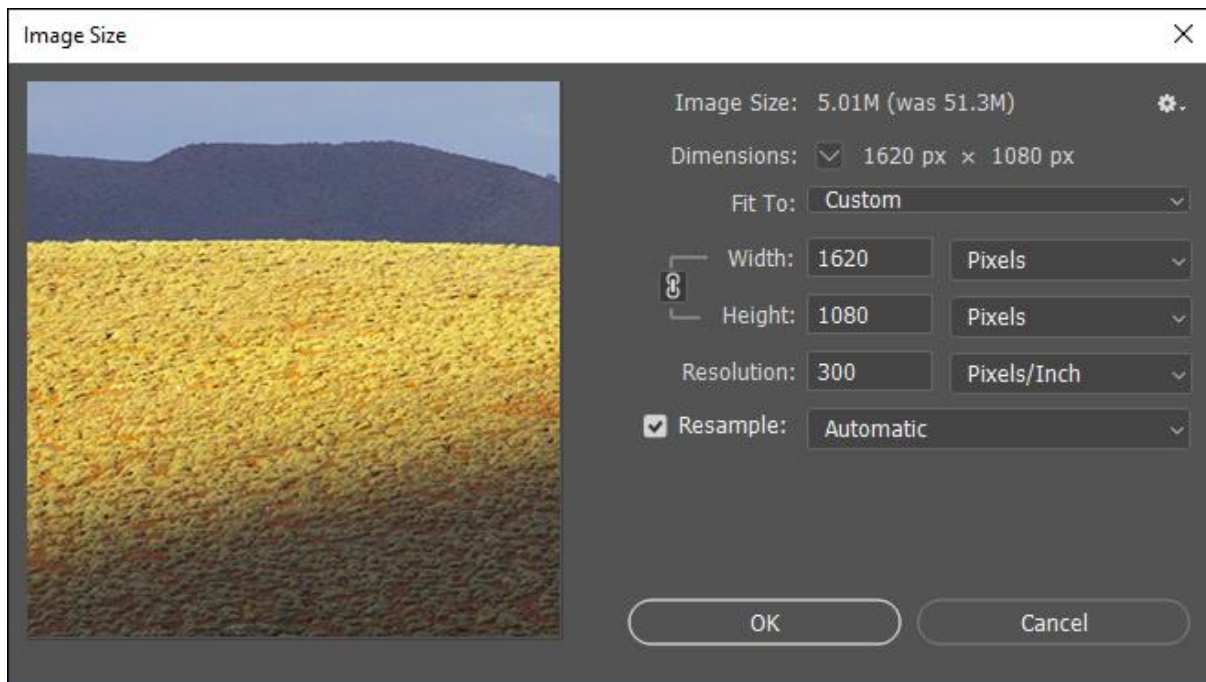 Image Size
Image Size: 5.01M (was 51.3M)
Dimensions: 1620 px × 1080 px
Fit To: Custom
Width: 1620 Pixels
Height: 1080 Pixels
Resolution: 300 Pixels/Inch
Resample: Automatic
OK Cancel